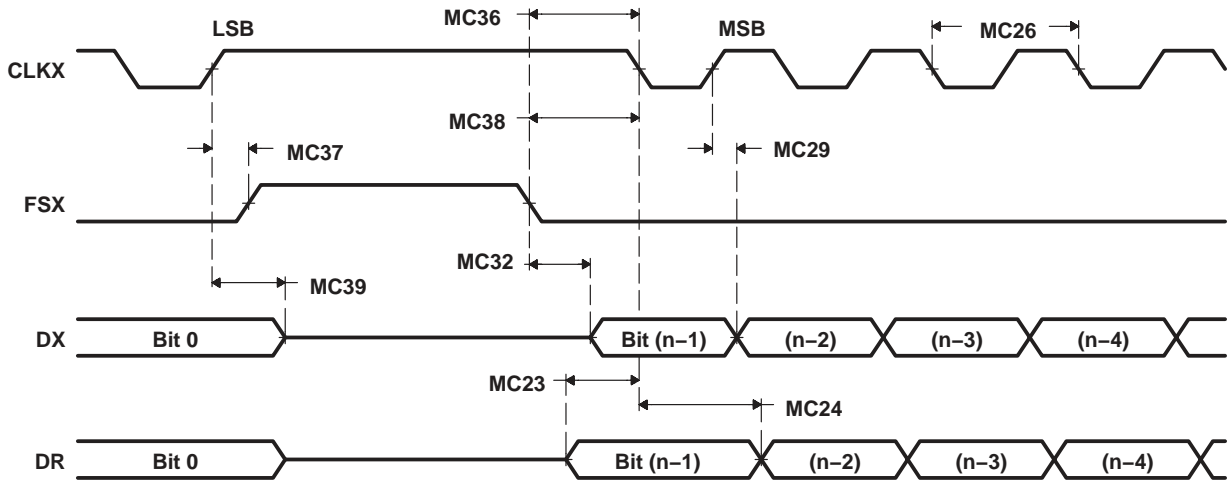 MC36
LSB
MSB
MC26
CLKX
MC38
MC37
MC29
FSX
MC32
MC39
DX
Bit 0
Bit (n–1)
(n–2)
(n–3)
(n–4)
MC23
MC24
DR
Bit 0
Bit (n–1)
(n–2)
(n–3)
(n–4)